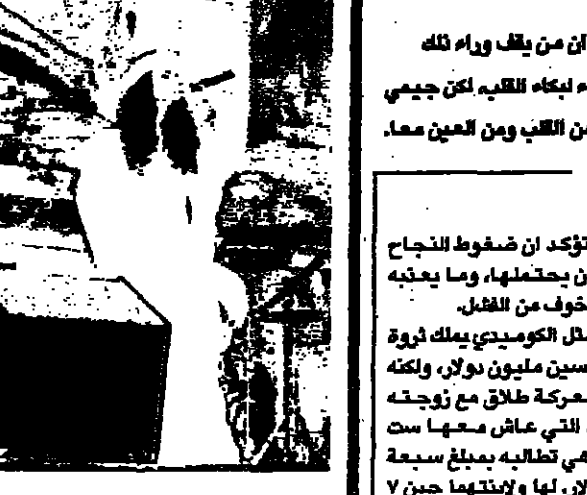 ان من يقف وراء تلك
ء لبكاء القلب لكن جيمي
ن القلب ومن العين معا.
تؤكد ان ضغوط النجاح
ن يحتملها، وما يعتبه
خوف من الفشل.
مثل الكوميدي يملك ثروة
سين مليون دولار، ولكنه
معركة طلاق مع زوجته
التي عاش معها ست
هي تطالبه بمبلغ سبعة
لار، لها ولابنتهما جين ٧